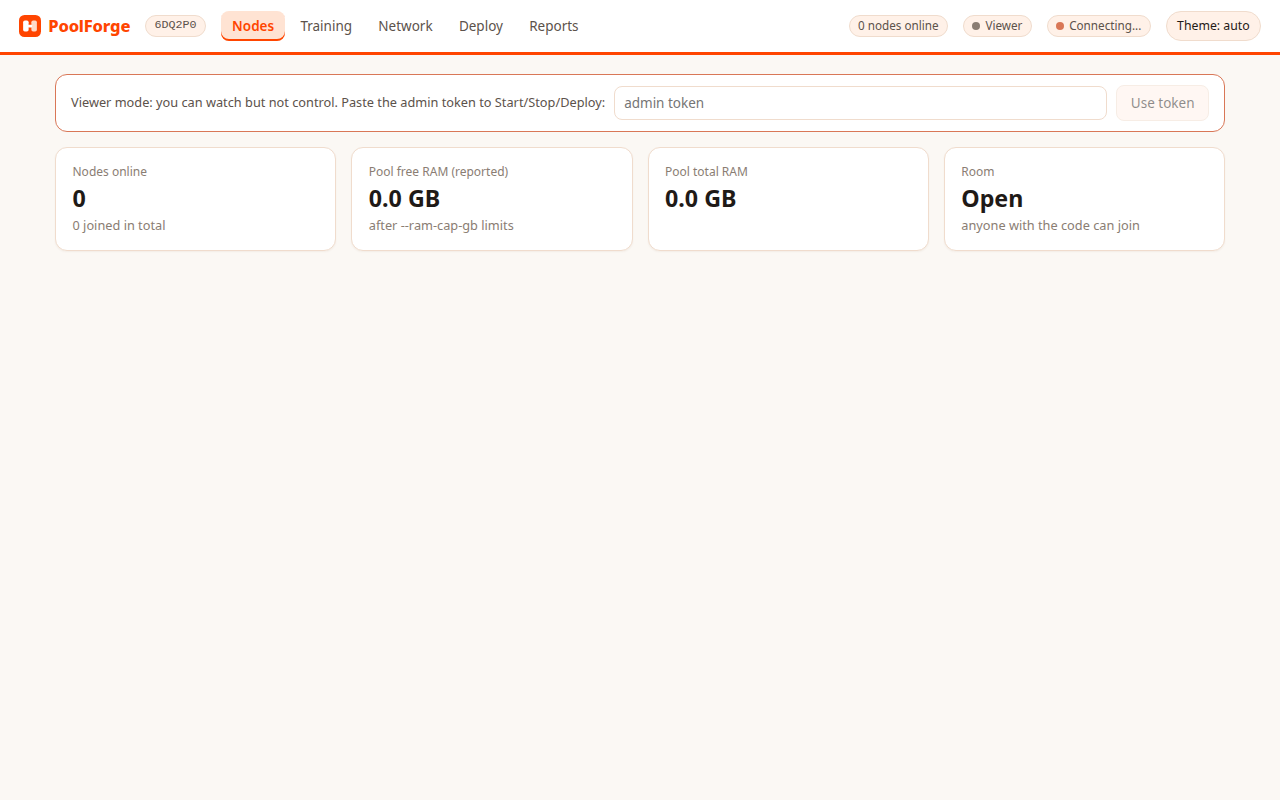 PoolForge 6DQ2P0 Nodes Training Network Deploy Reports 0 nodes online Viewer Connecting... Theme: auto
Viewer mode: you can watch but not control. Paste the admin token to Start/Stop/Deploy: admin token Use token
Nodes online
0
0 joined in total
Pool free RAM (reported)
0.0 GB
after --ram-cap-gb limits
Pool total RAM
0.0 GB
Room
Open
anyone with the code can join